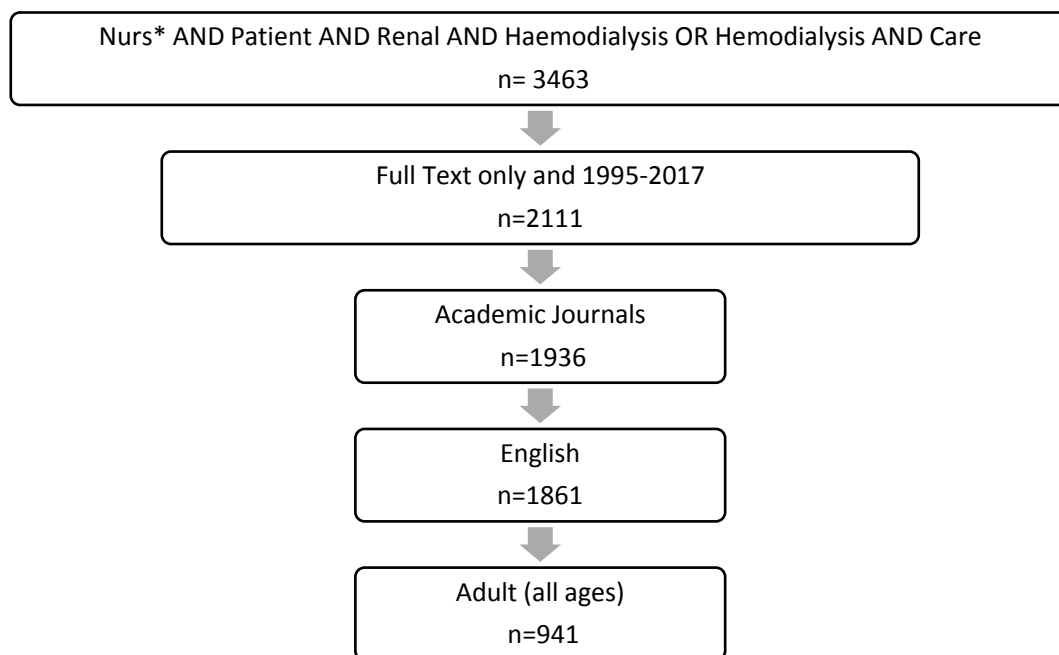 Nurs* AND Patient AND Renal AND Haemodialysis OR Hemodialysis AND Care
n= 3463
Full Text only and 1995-2017
n=2111
Academic Journals
n=1936
English
n=1861
Adult (all ages)
n=941